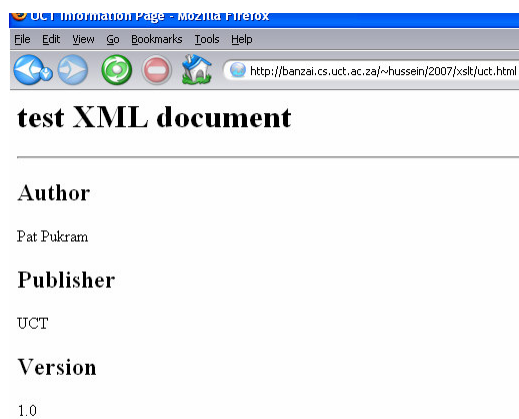 UCT Information Page - Mozilla Firefox
File Edit View Go Bookmarks Tools Help
http://banzai.cs.uct.ac.za/~hussein/2007/xslt/uct.html
test XML document
Author
Pat Pukram
Publisher
UCT
Version
1.0